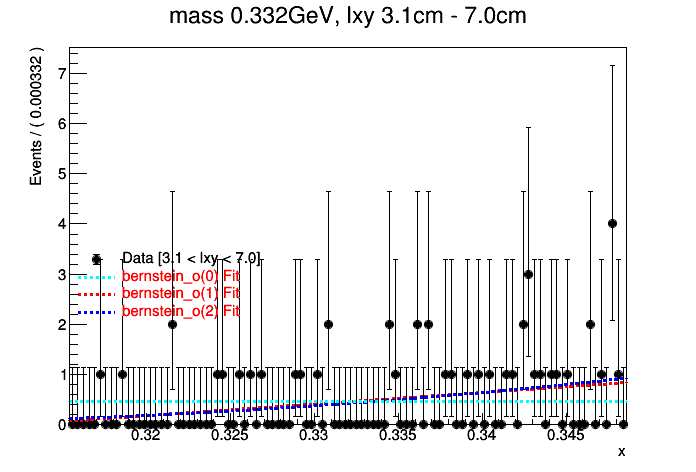 mass 0.332GeV, lxy 3.1cm - 7.0cm
Events / ( 0.000332 )
7
6
5
4
3
2
1
0
Data [3.1 < lxy < 7.0]
bernstein_o(0) Fit
bernstein_o(1) Fit
bernstein_o(2) Fit
0.32 0.325 0.33 0.335 0.34 0.345
x